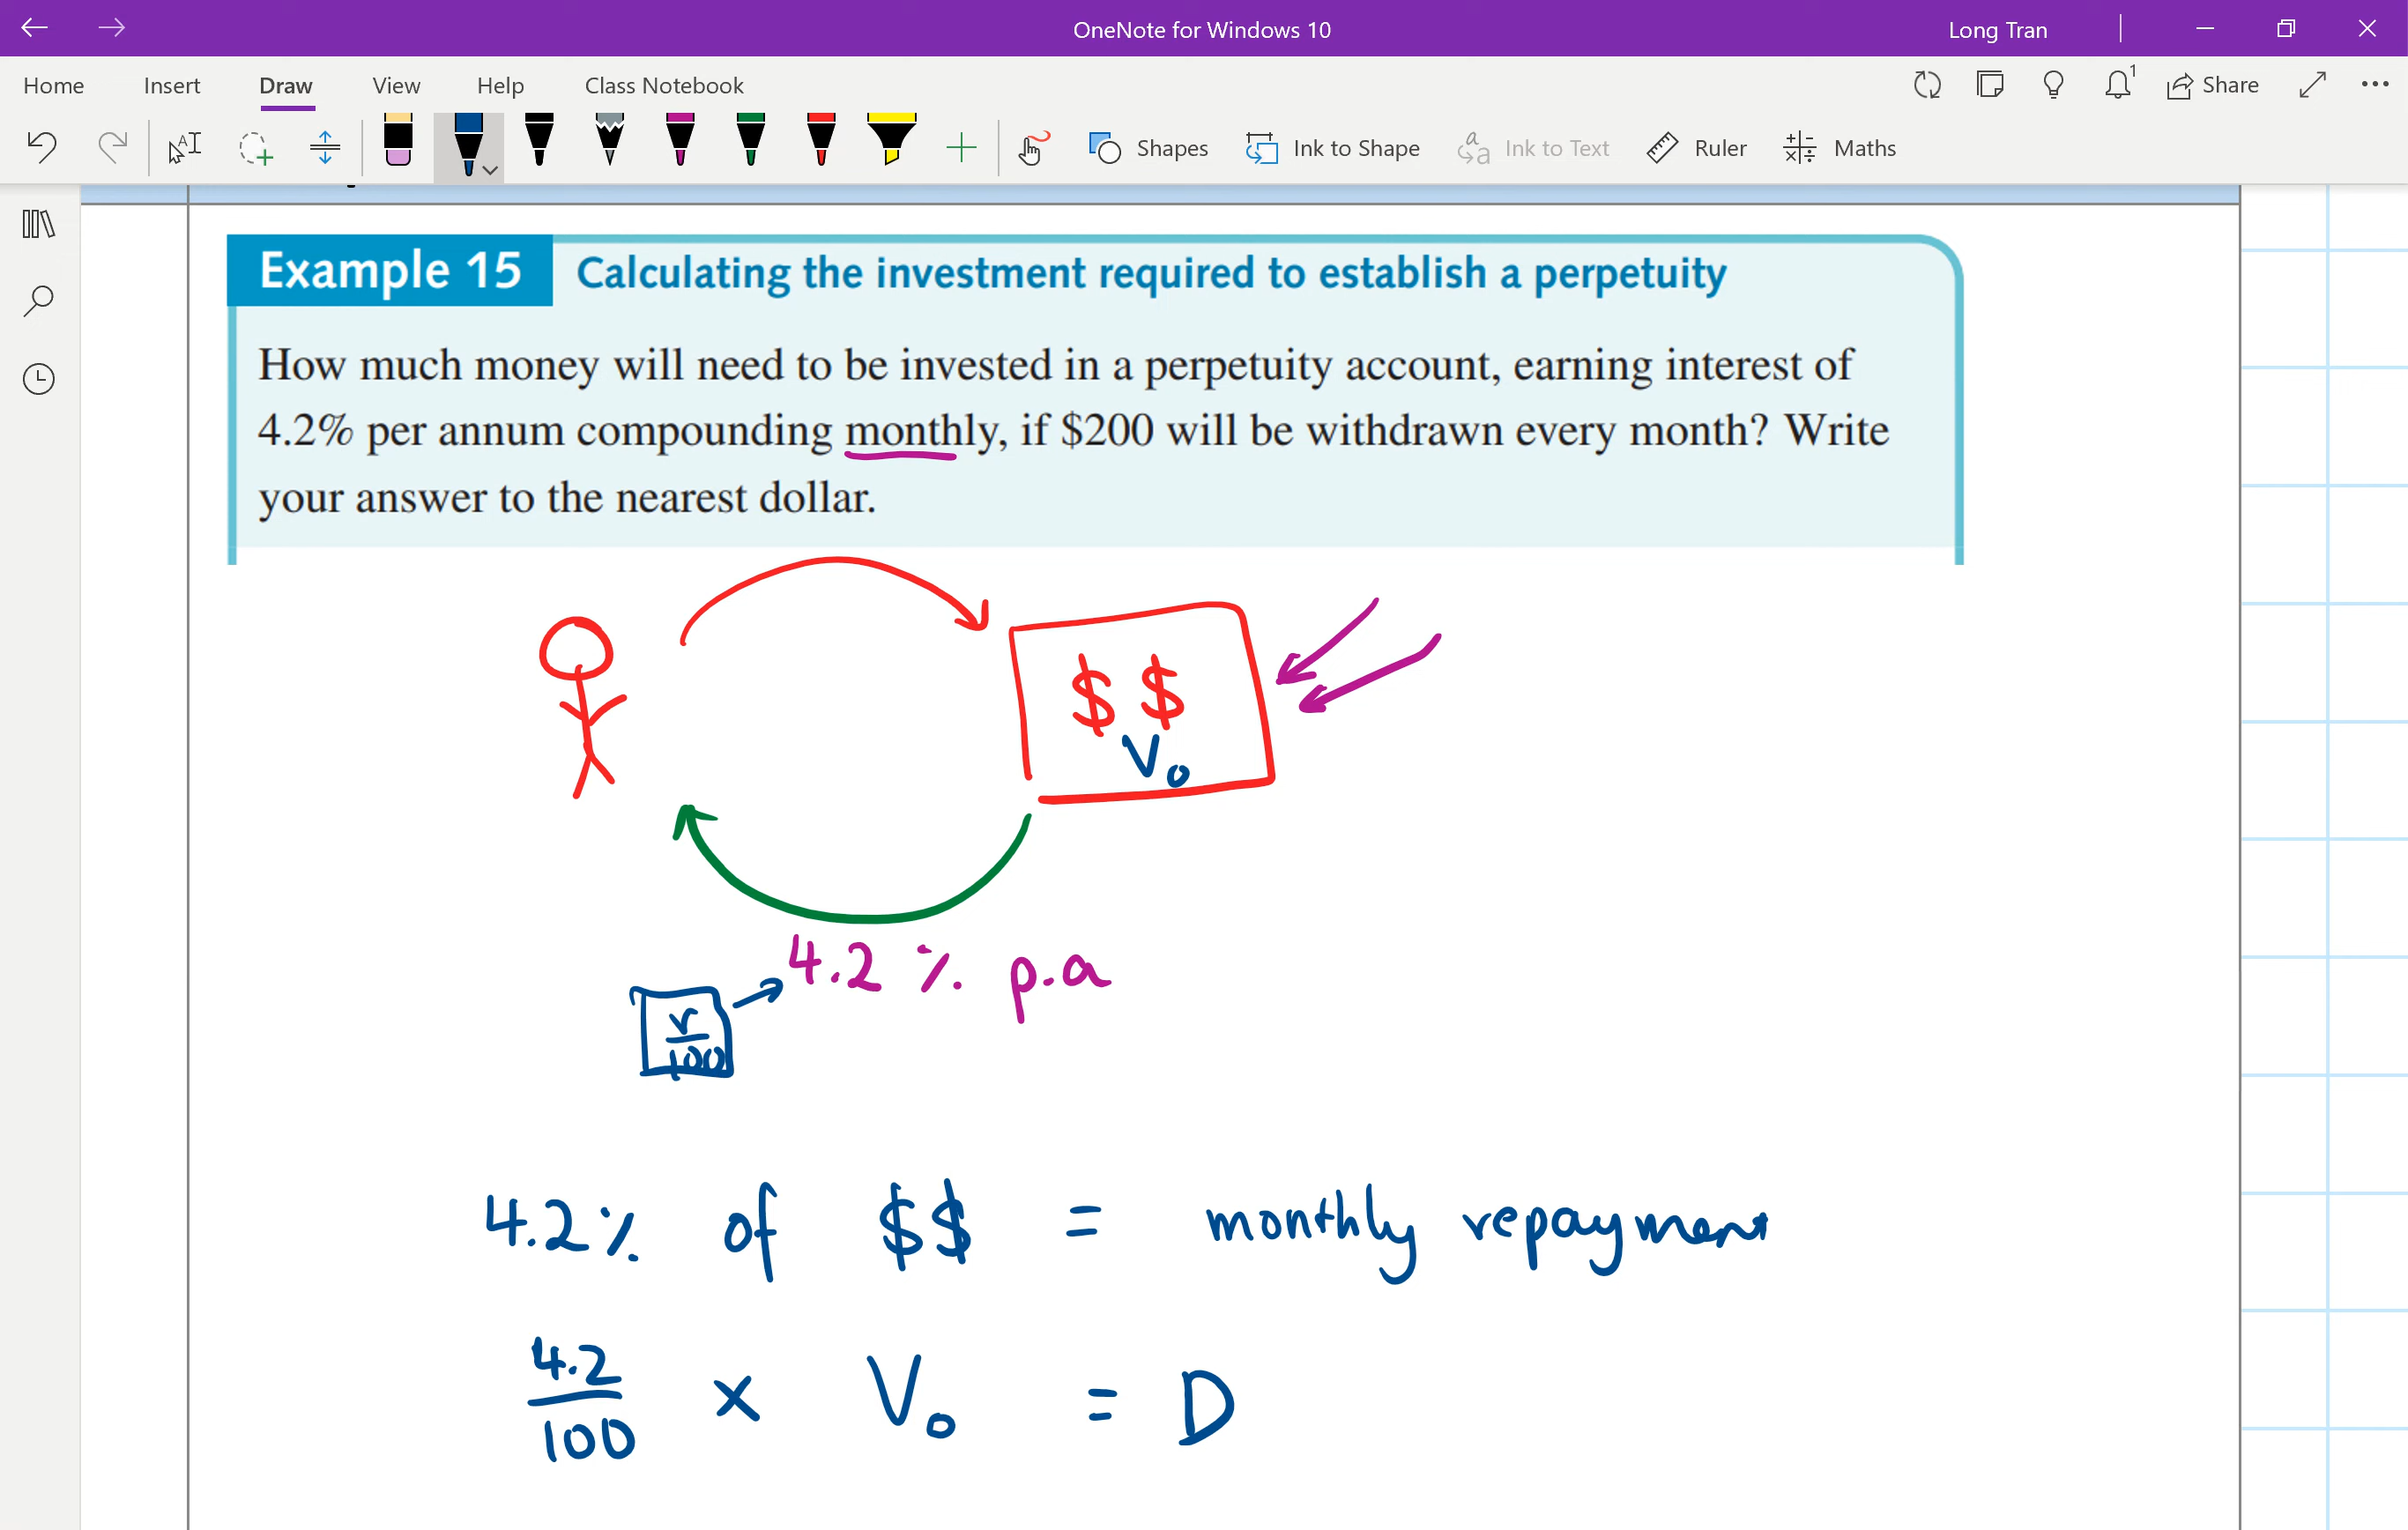 OneNote for Windows 10 Long Tran
Home Insert Draw View Help Class Notebook 1 Share
Shapes Ink to Shape Ink to Text Ruler Maths
Example 15 Calculating the investment required to establish a perpetuity
How much money will need to be invested in a perpetuity account, earning interest of
4.2% per annum compounding monthly, if $200 will be withdrawn every month? Write
your answer to the nearest dollar.
$ $
V₀
4.2 % p.a
r/100
4.2% of $$ = monthly repayment
4.2/100 × V₀ = D